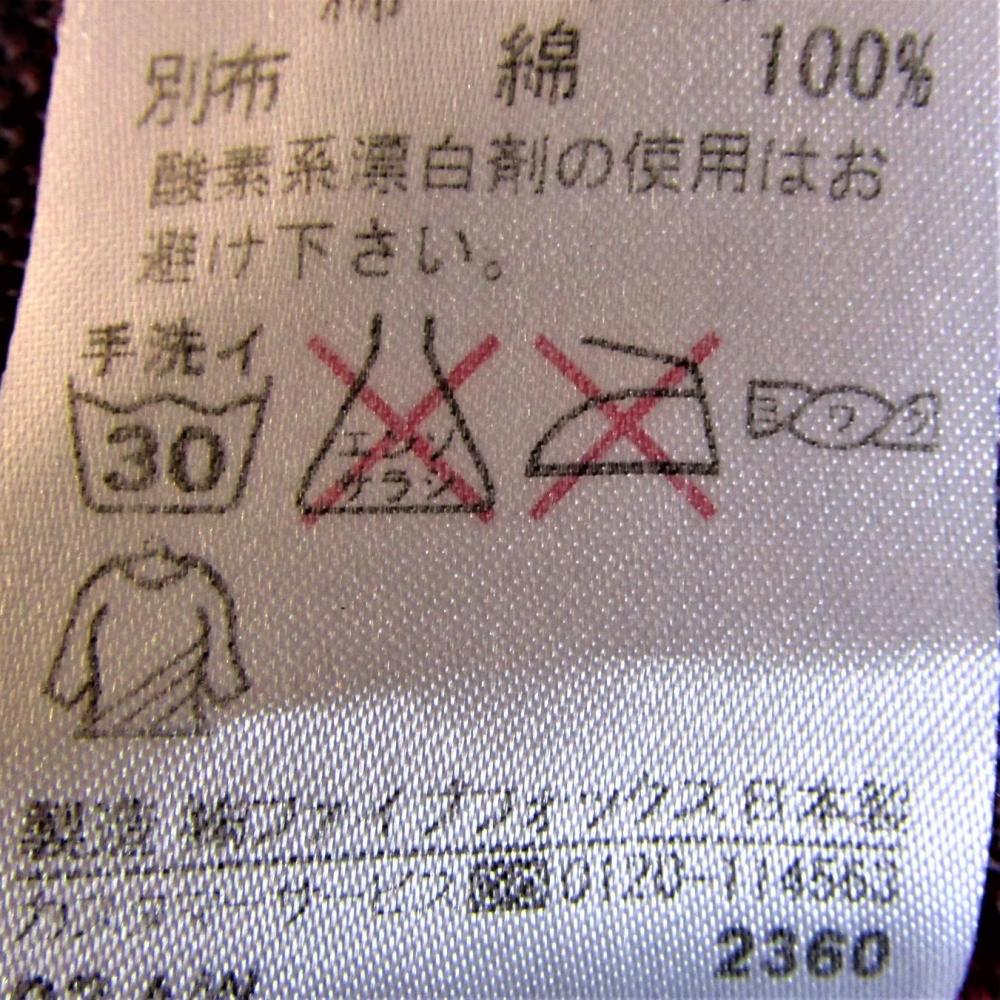 別布 綿 100%
酸素系漂白剤の使用はお
避け下さい。
手洗イ
30
エンソ
サラシ
ヨワク
製造 ㈱ファイブフォックス 日本製
カスタマーサービス 0120-114563
2360